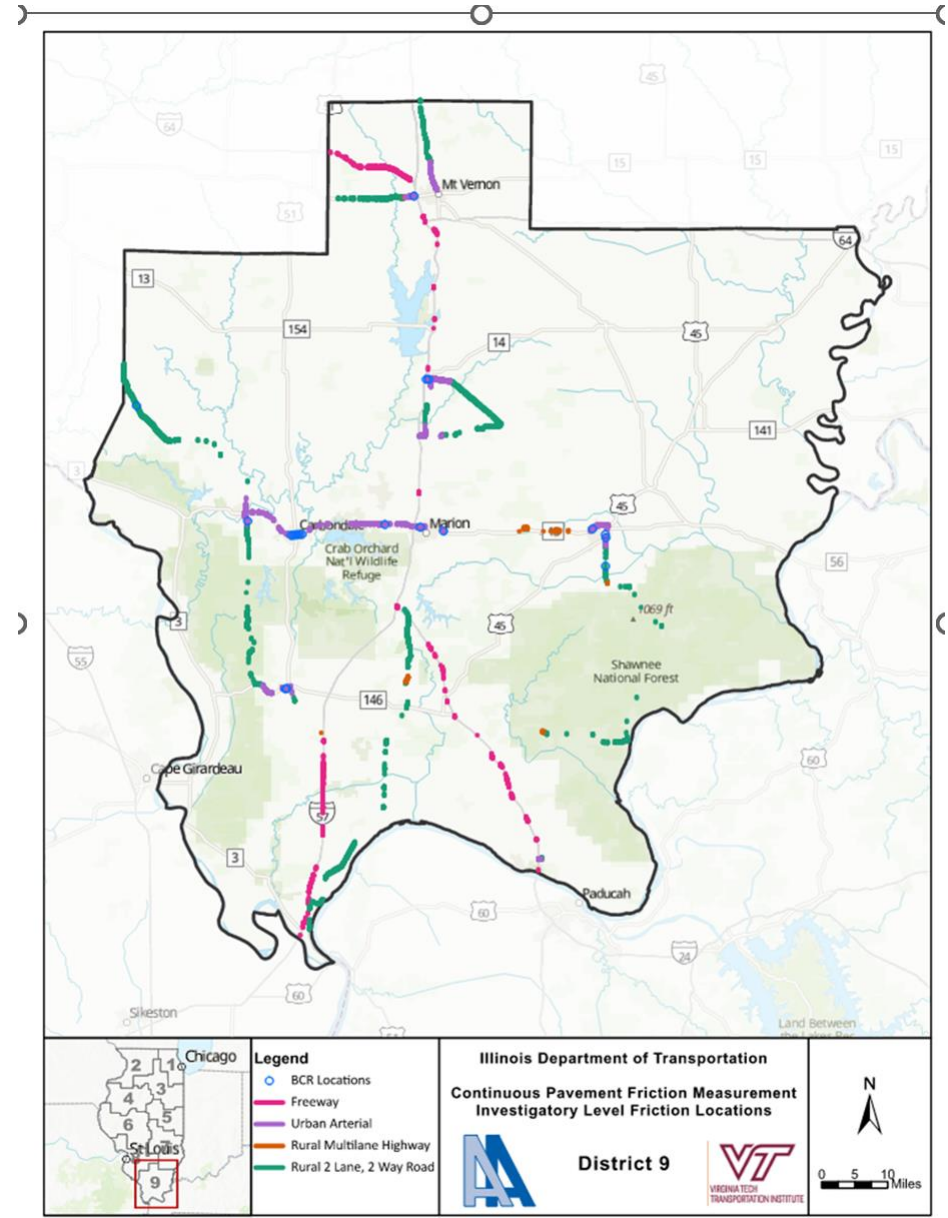 45
64
15
15
15
Mt Vernon
51
64
13
154
14
45
141
3
45
Carbondale
Marion
Crab Orchard
Nat'l Wildlife
Refuge
56
1069 ft
3
45
55
Shawnee
National Forest
146
60
Cape Girardeau
57
3
Paducah
60
24
60
Sikeston
Land Between
the Lakes Rec
Chicago
2
1
3
4
5
6
7
St Louis
8
9
Legend
BCR Locations
Freeway
Urban Arterial
Rural Multilane Highway
Rural 2 Lane, 2 Way Road
Illinois Department of Transportation
Continuous Pavement Friction Measurement
Investigatory Level Friction Locations
District 9
AA
VT
VIRGINIA TECH
TRANSPORTATION INSTITUTE
N
0 5 10
Miles